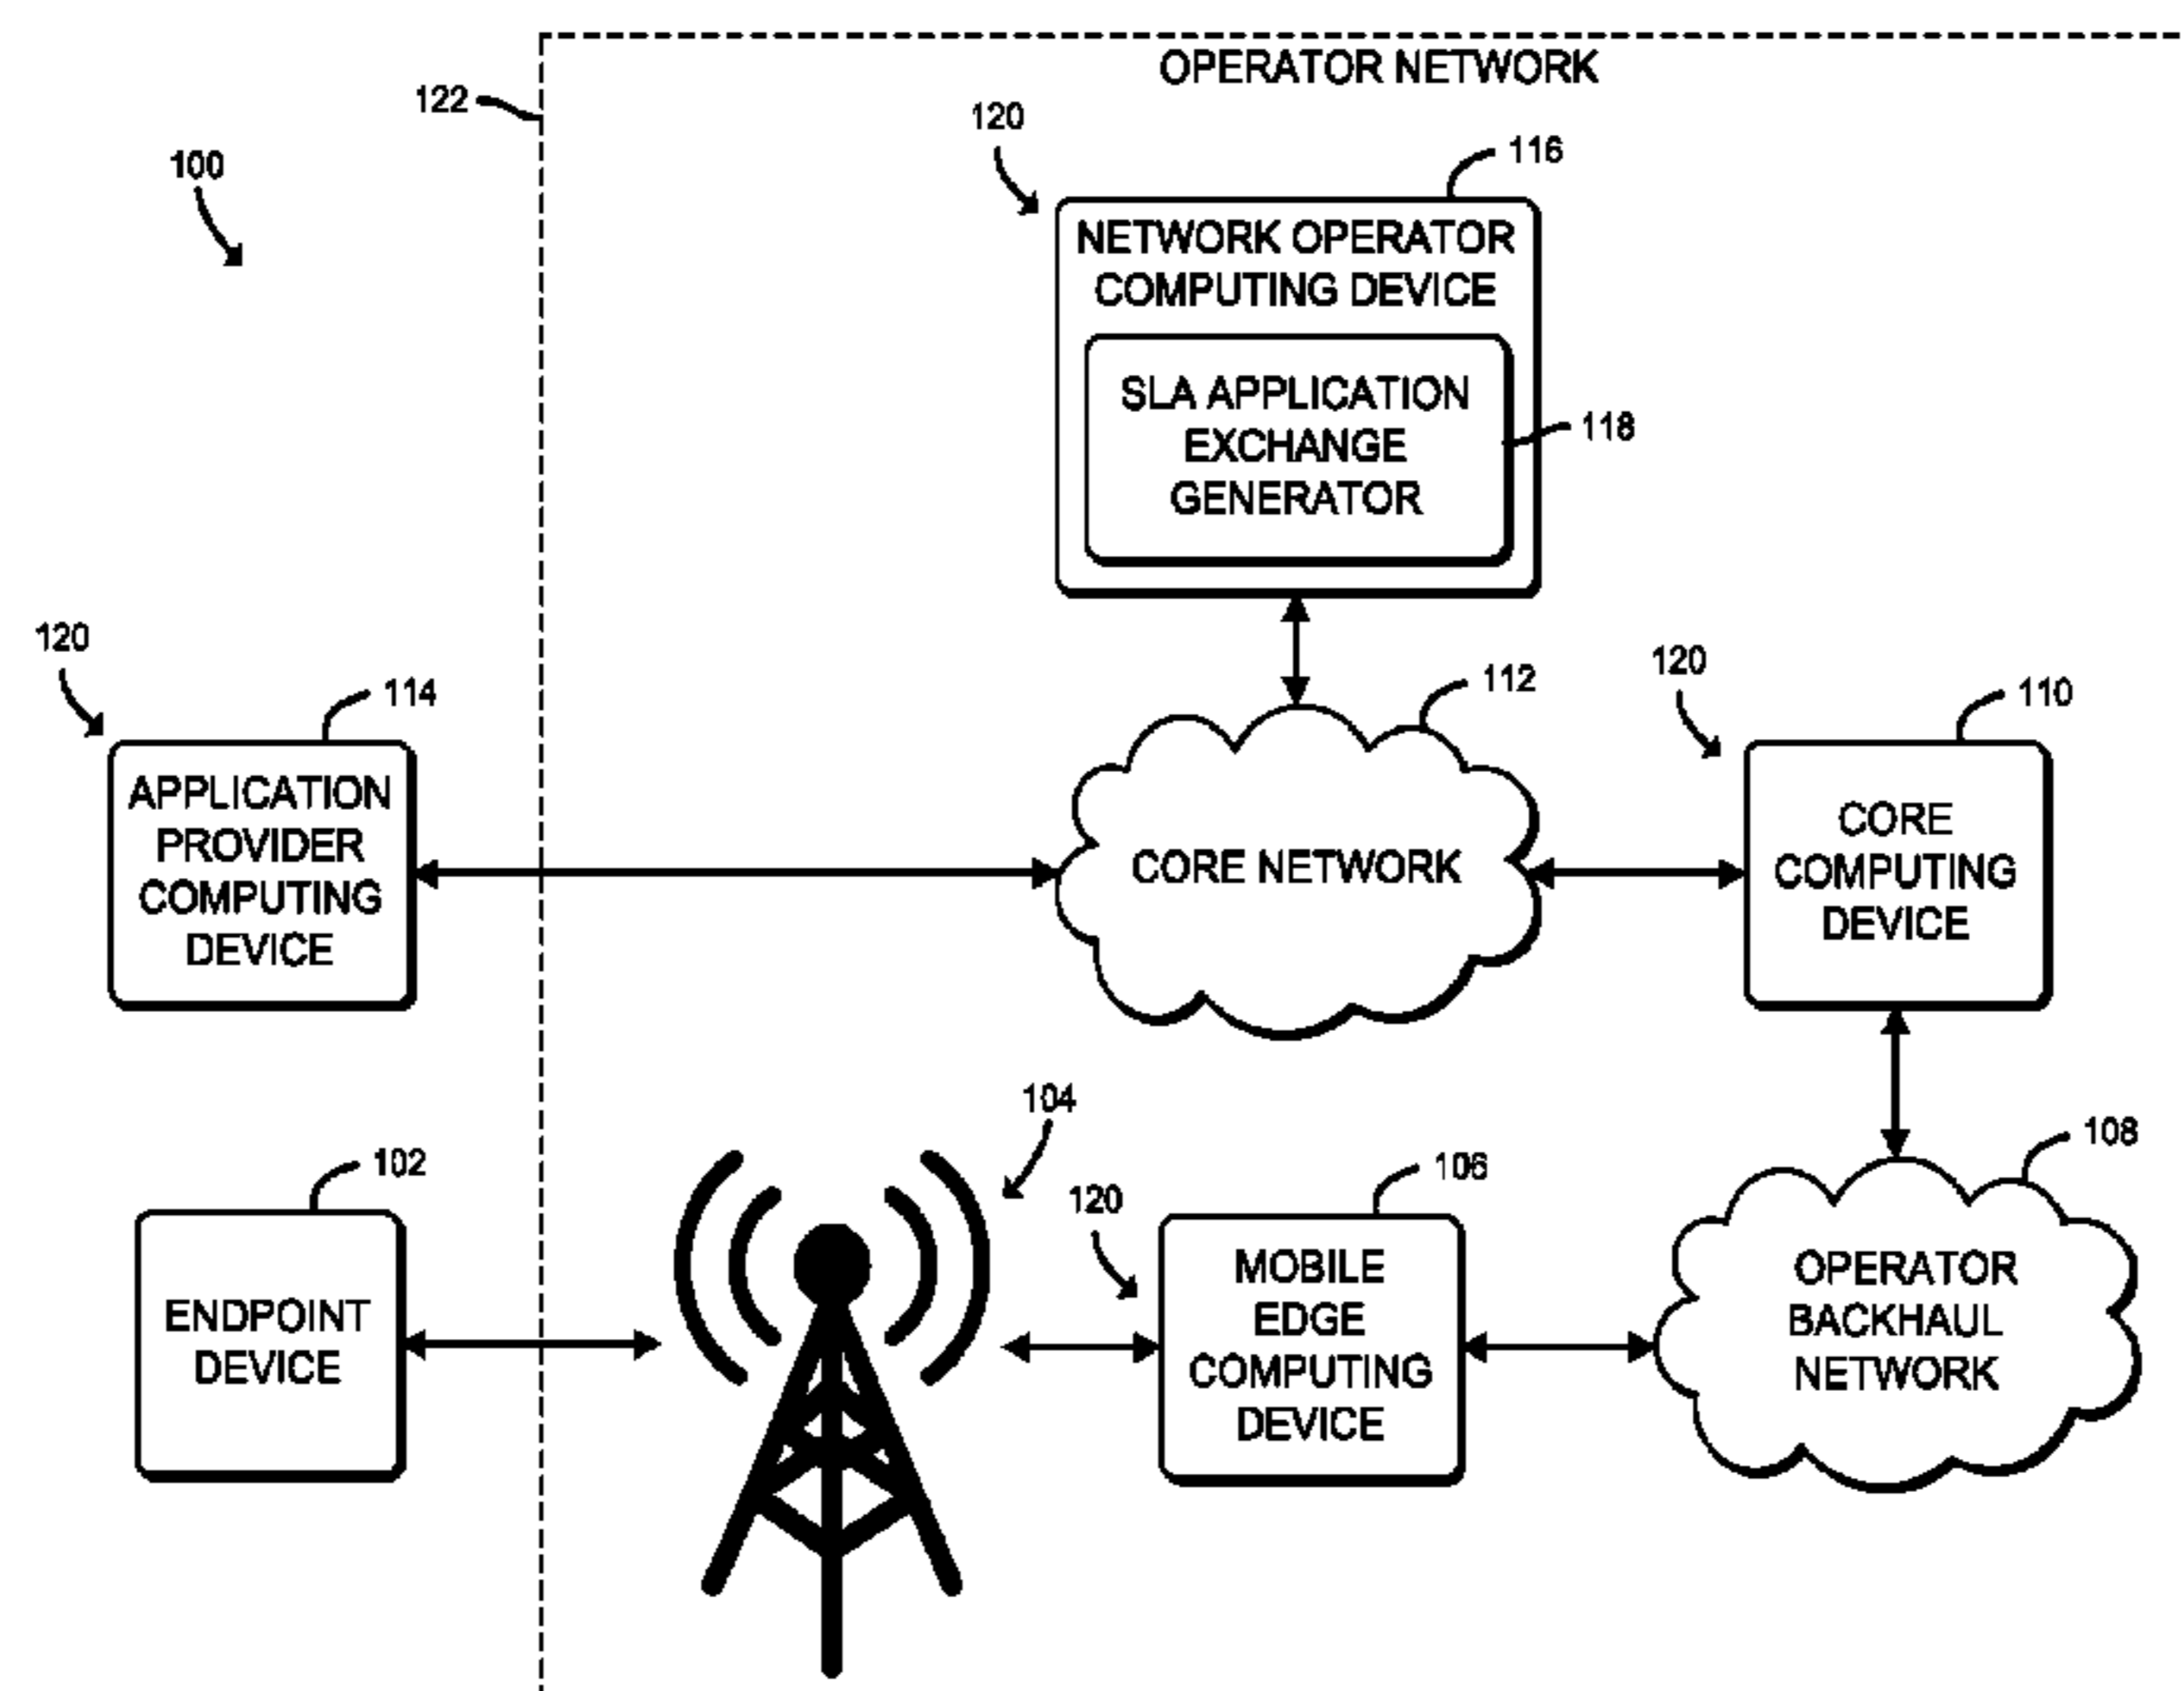 OPERATOR NETWORK
122
120
116
100
NETWORK OPERATOR
COMPUTING DEVICE
SLA APPLICATION
EXCHANGE
GENERATOR
118
120
114
APPLICATION
PROVIDER
COMPUTING
DEVICE
112
CORE NETWORK
120
110
CORE
COMPUTING
DEVICE
102
ENDPOINT
DEVICE
104
120
106
MOBILE
EDGE
COMPUTING
DEVICE
108
OPERATOR
BACKHAUL
NETWORK